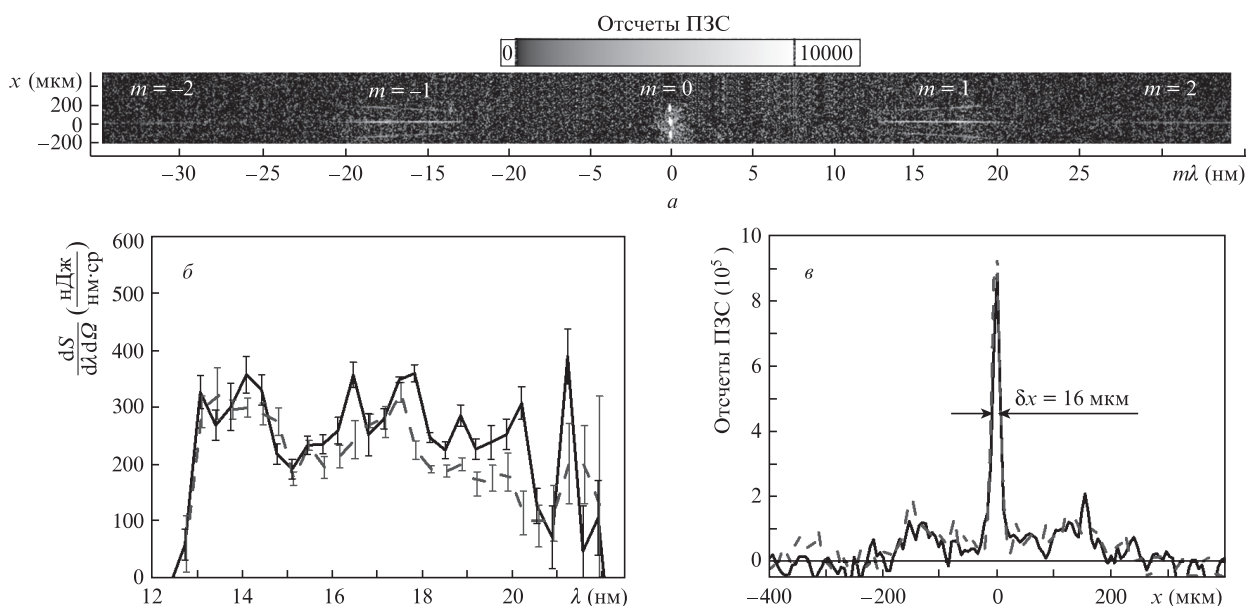 Отсчеты ПЗС
0 10000
x (мкм)
200
0
−200
m = −2 m = −1 m = 0 m = 1 m = 2
−30 −25 −20 −15 −20 −5 0 5 10 15 20 25 mλ (нм)
а
б
dS/dλdΩ (нДж/нм·ср)
600
500
400
300
200
100
0
12 14 16 18 20 λ (нм)
в
Отсчеты ПЗС (10⁵)
10
8
6
4
2
0
δx = 16 мкм
−400 −200 0 200 x (мкм)